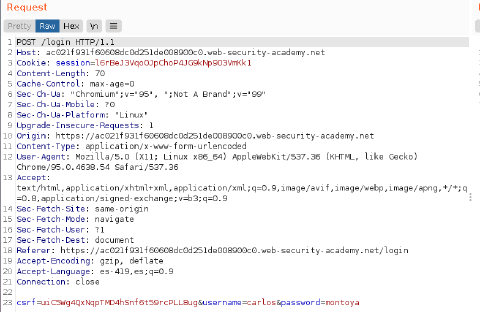 Request
Pretty Raw Hex \n
1 POST /login HTTP/1.1
2 Host: ac021f931f60608dc0d251de008900c0.web-security-academy.net
3 Cookie: session=l6rBeJ3VqoOJpChoP4JG9kNp9O3VmKk1
4 Content-Length: 70
5 Cache-Control: max-age=0
6 Sec-Ch-Ua: "Chromium";v="95", ";Not A Brand";v="99"
7 Sec-Ch-Ua-Mobile: ?0
8 Sec-Ch-Ua-Platform: "Linux"
9 Upgrade-Insecure-Requests: 1
10 Origin: https://ac021f931f60608dc0d251de008900c0.web-security-academy.net
11 Content-Type: application/x-www-form-urlencoded
12 User-Agent: Mozilla/5.0 (X11; Linux x86_64) AppleWebKit/537.36 (KHTML, like Gecko)
Chrome/95.0.4638.54 Safari/537.36
13 Accept:
text/html,application/xhtml+xml,application/xml;q=0.9,image/avif,image/webp,image/apng,*/*;q
=0.8,application/signed-exchange;v=b3;q=0.9
14 Sec-Fetch-Site: same-origin
15 Sec-Fetch-Mode: navigate
16 Sec-Fetch-User: ?1
17 Sec-Fetch-Dest: document
18 Referer: https://ac021f931f60608dc0d251de008900c0.web-security-academy.net/login
19 Accept-Encoding: gzip, deflate
20 Accept-Language: es-419,es;q=0.9
21 Connection: close
22
23 csrf=uiC5Wg4QxNqpTMD4hSnf6t59rcPLLBug&username=carlos&password=montoya